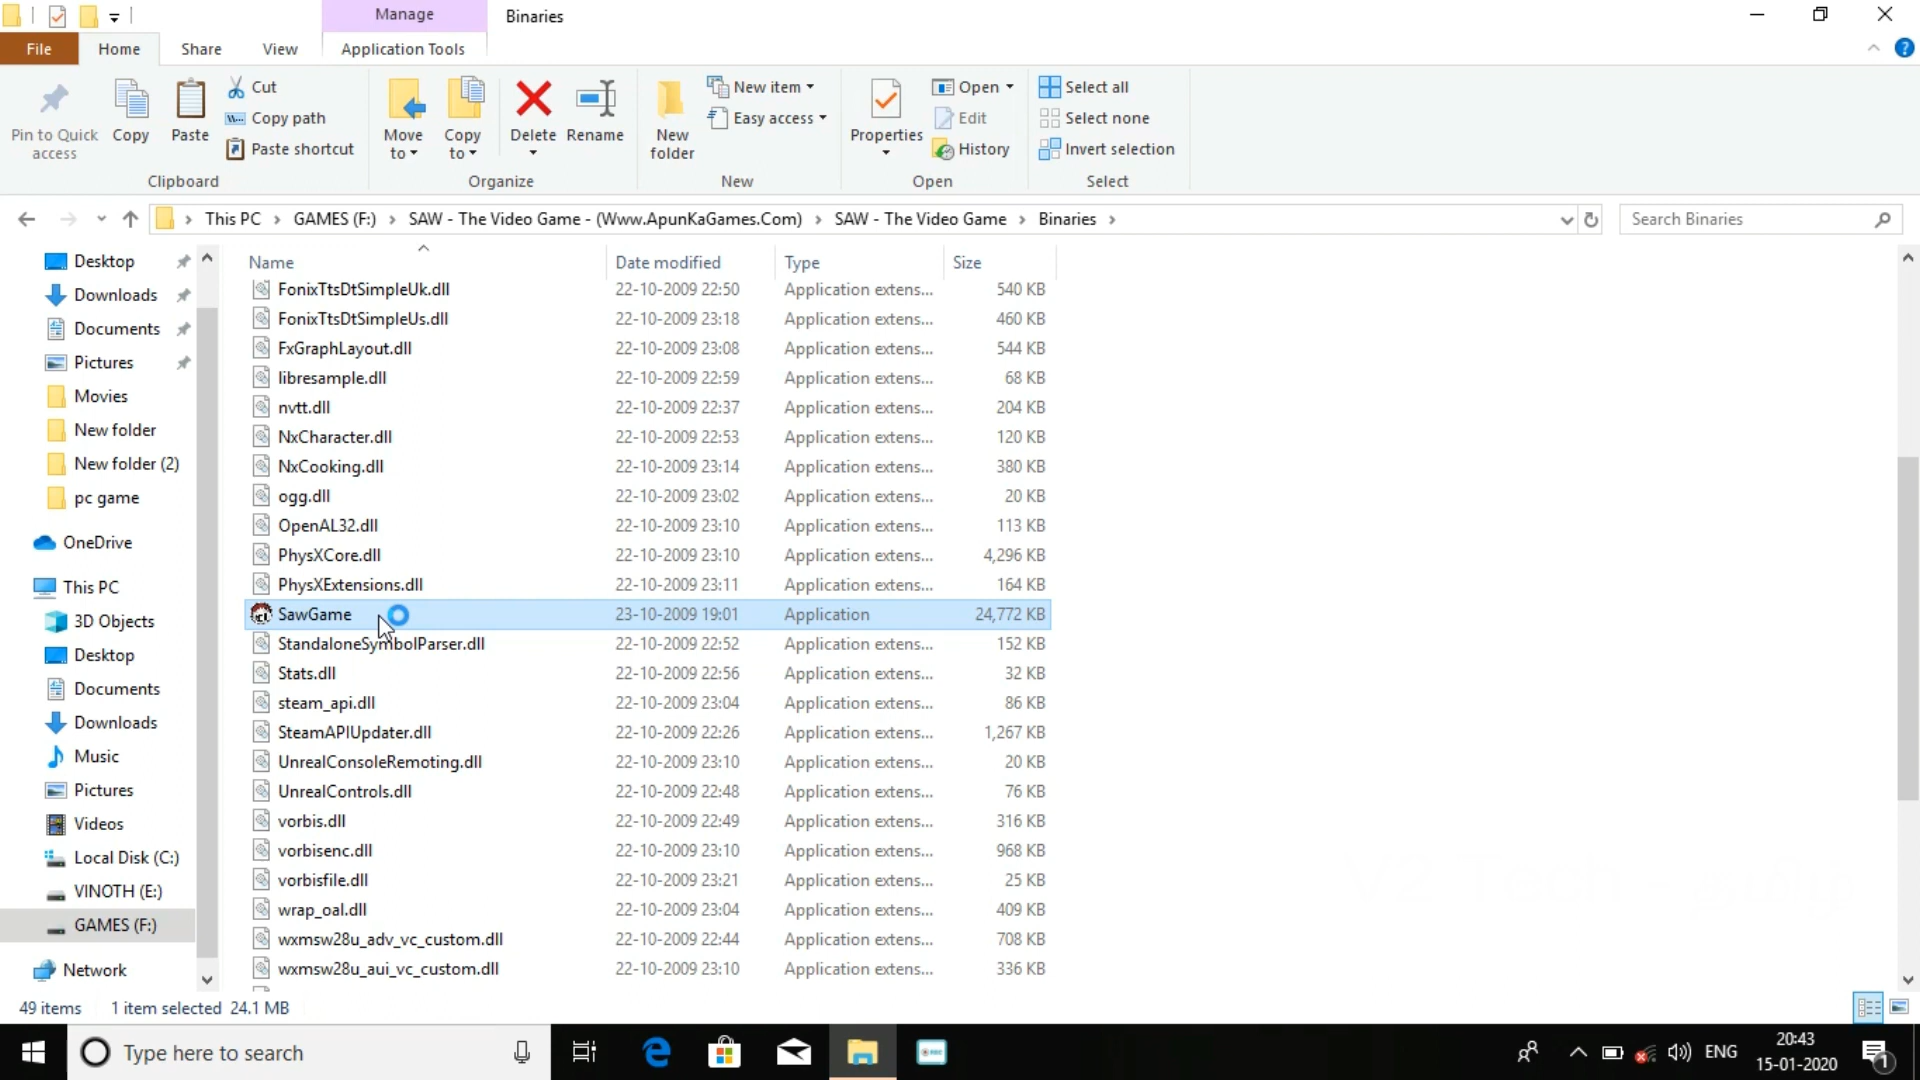 Manage
Binaries
File
Home
Share
View
Application Tools
Pin to Quick access
Copy
Paste
Cut
Copy path
Paste shortcut
Move to
Copy to
Delete
Rename
New folder
New item
Easy access
Properties
Open
Edit
History
Select all
Select none
Invert selection
Clipboard
Organize
New
Open
Select
This PC
GAMES (F:)
SAW - The Video Game - (Www.ApunKaGames.Com)
SAW - The Video Game
Binaries
Search Binaries
Desktop
Downloads
Documents
Pictures
Movies
New folder
New folder (2)
pc game
OneDrive
This PC
3D Objects
Desktop
Documents
Downloads
Music
Pictures
Videos
Local Disk (C:)
VINOTH (E:)
GAMES (F:)
Network
Name Date modified Type Size
FonixTtsDtSimpleUk.dll 22-10-2009 22:50 Application extens... 540 KB
FonixTtsDtSimpleUs.dll 22-10-2009 23:18 Application extens... 460 KB
FxGraphLayout.dll 22-10-2009 23:08 Application extens... 544 KB
libresample.dll 22-10-2009 22:59 Application extens... 68 KB
nvtt.dll 22-10-2009 22:37 Application extens... 204 KB
NxCharacter.dll 22-10-2009 22:53 Application extens... 120 KB
NxCooking.dll 22-10-2009 23:14 Application extens... 380 KB
ogg.dll 22-10-2009 23:02 Application extens... 20 KB
OpenAL32.dll 22-10-2009 23:10 Application extens... 113 KB
PhysXCore.dll 22-10-2009 23:10 Application extens... 4,296 KB
PhysXExtensions.dll 22-10-2009 23:11 Application extens... 164 KB
SawGame 23-10-2009 19:01 Application 24,772 KB
StandaloneSymbolParser.dll 22-10-2009 22:52 Application extens... 152 KB
Stats.dll 22-10-2009 22:56 Application extens... 32 KB
steam_api.dll 22-10-2009 23:04 Application extens... 86 KB
SteamAPIUpdater.dll 22-10-2009 22:26 Application extens... 1,267 KB
UnrealConsoleRemoting.dll 22-10-2009 23:10 Application extens... 20 KB
UnrealControls.dll 22-10-2009 22:48 Application extens... 76 KB
vorbis.dll 22-10-2009 22:49 Application extens... 316 KB
vorbisenc.dll 22-10-2009 23:10 Application extens... 968 KB
vorbisfile.dll 22-10-2009 23:21 Application extens... 25 KB
wrap_oal.dll 22-10-2009 23:04 Application extens... 409 KB
wxmsw28u_adv_vc_custom.dll 22-10-2009 22:44 Application extens... 708 KB
wxmsw28u_aui_vc_custom.dll 22-10-2009 23:10 Application extens... 336 KB
49 items 1 item selected 24.1 MB
Type here to search
ENG
20:43
15-01-2020
1